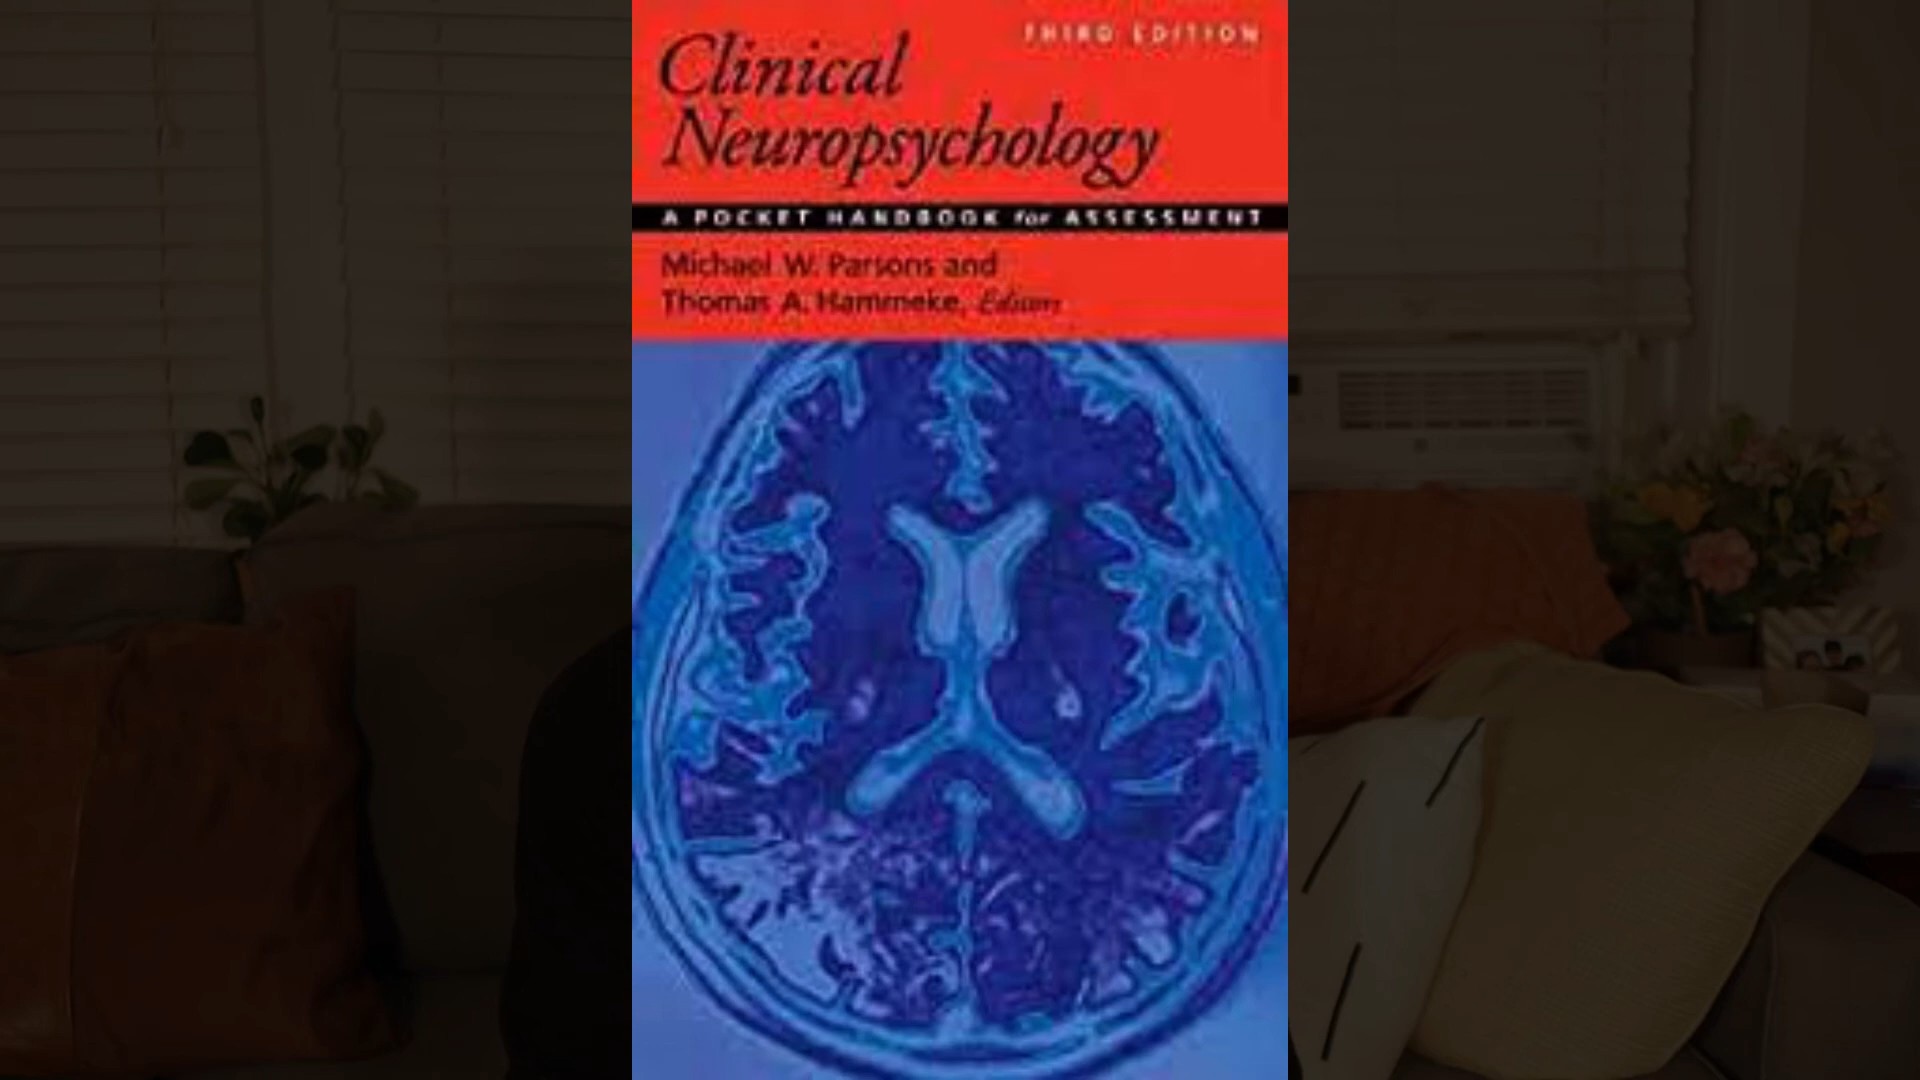 THIRD EDITION
Clinical
Neuropsychology
A POCKET HANDBOOK for ASSESSMENT
Michael W. Parsons and
Thomas A. Hammeke, Editors